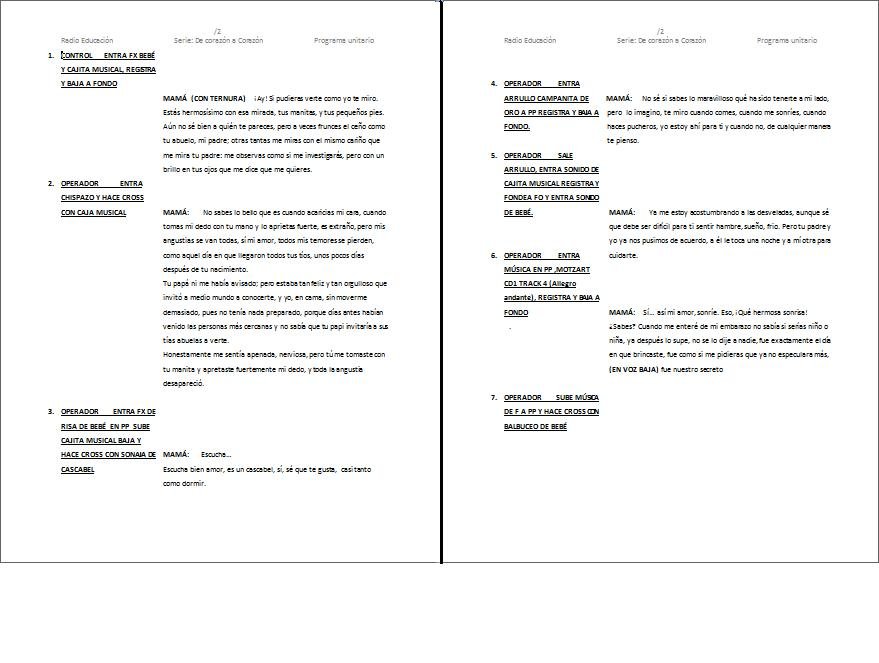 /2
Radio Educación Serie: De corazón a Corazón Programa unitario
1. CONTROL ENTRA FX BEBÉ
Y CAJITA MUSICAL, REGISTRA
Y BAJA A FONDO
MAMÁ (CON TERNURA) ¡Ay! Si pudieras verte como yo te miro.
Estás hermosísimo con esa mirada, tus manitas, y tus pequeños pies.
Aún no sé bien a quién te pareces, pero a veces frunces el ceño como
tu abuelo, mi padre; otras tantas me miras con el mismo cariño que
me mira tu padre: me observas como si me investigarás, pero con un
brillo en tus ojos que me dice que me quieres.
2. OPERADOR ENTRA
CHISPAZO Y HACE CROSS
CON CAJA MUSICAL
MAMÁ: No sabes lo bello que es cuando acaricias mi cara, cuando
tomas mi dedo con tu mano y lo aprietas fuerte, es extraño, pero mis
angustias se van todas, sí mi amor, todos mis temores se pierden,
como aquel día en que llegaron todos tus tíos, unos pocos días
después de tu nacimiento.
Tu papá ni me había avisado; pero estaba tan feliz y tan orgulloso que
invitó a medio mundo a conocerte, y yo, en cama, sin moverme
demasiado, pues no tenía nada preparado, porque días antes habían
venido las personas más cercanas y no sabía que tu papi invitaría a sus
tías abuelas a verte.
Honestamente me sentía apenada, nerviosa, pero tú me tomaste con
tu manita y apretaste fuertemente mi dedo, y toda la angustia
desapareció.
3. OPERADOR ENTRA FX DE
RISA DE BEBÉ EN PP SUBE
CAJITA MUSICAL BAJA Y
HACE CROSS CON SONAJA DE
CASCABEL
MAMÁ: Escucha...
Escucha bien amor, es un cascabel, sí, sé que te gusta, casi tanto
como dormir.
/2
Radio Educación Serie: De corazón a Corazón Programa unitario
4. OPERADOR ENTRA
ARRULLO CAMPANITA DE
ORO A PP REGISTRA Y BAJA A
FONDO.
MAMÁ: No sé si sabes lo maravilloso qué ha sido tenerte a mi lado,
pero lo imagino, te miro cuando comes, cuando me sonríes, cuando
haces pucheros, yo estoy ahí para ti y cuando no, de cualquier manera
te pienso.
5. OPERADOR SALE
ARRULLO, ENTRA SONIDO DE
CAJITA MUSICAL REGISTRA Y
FONDEA FO Y ENTRA SONIDO
DE BEBÉ.
MAMÁ: Ya me estoy acostumbrando a las desveladas, aunque sé
que debe ser difícil para ti sentir hambre, sueño, frio. Pero tu padre y
yo ya nos pusimos de acuerdo, a él le toca una noche y a mí otra para
cuidarte.
6. OPERADOR ENTRA
MÚSICA EN PP ,MOTZART
CD1 TRACK 4 (Allegro
andante), REGISTRA Y BAJA A
FONDO
.
MAMÁ: Sí... así mi amor, sonríe. Eso, ¡Qué hermosa sonrisa!
¿Sabes? Cuando me enteré de mi embarazo no sabía si serías niño o
niña, ya después lo supe, no se lo dije a nadie, fue exactamente el día
en que brincaste, fue como si me pidieras que ya no especulara más,
(EN VOZ BAJA) fue nuestro secreto
7. OPERADOR SUBE MÚSICA
DE F A PP Y HACE CROSS CON
BALBUCEO DE BEBÉ